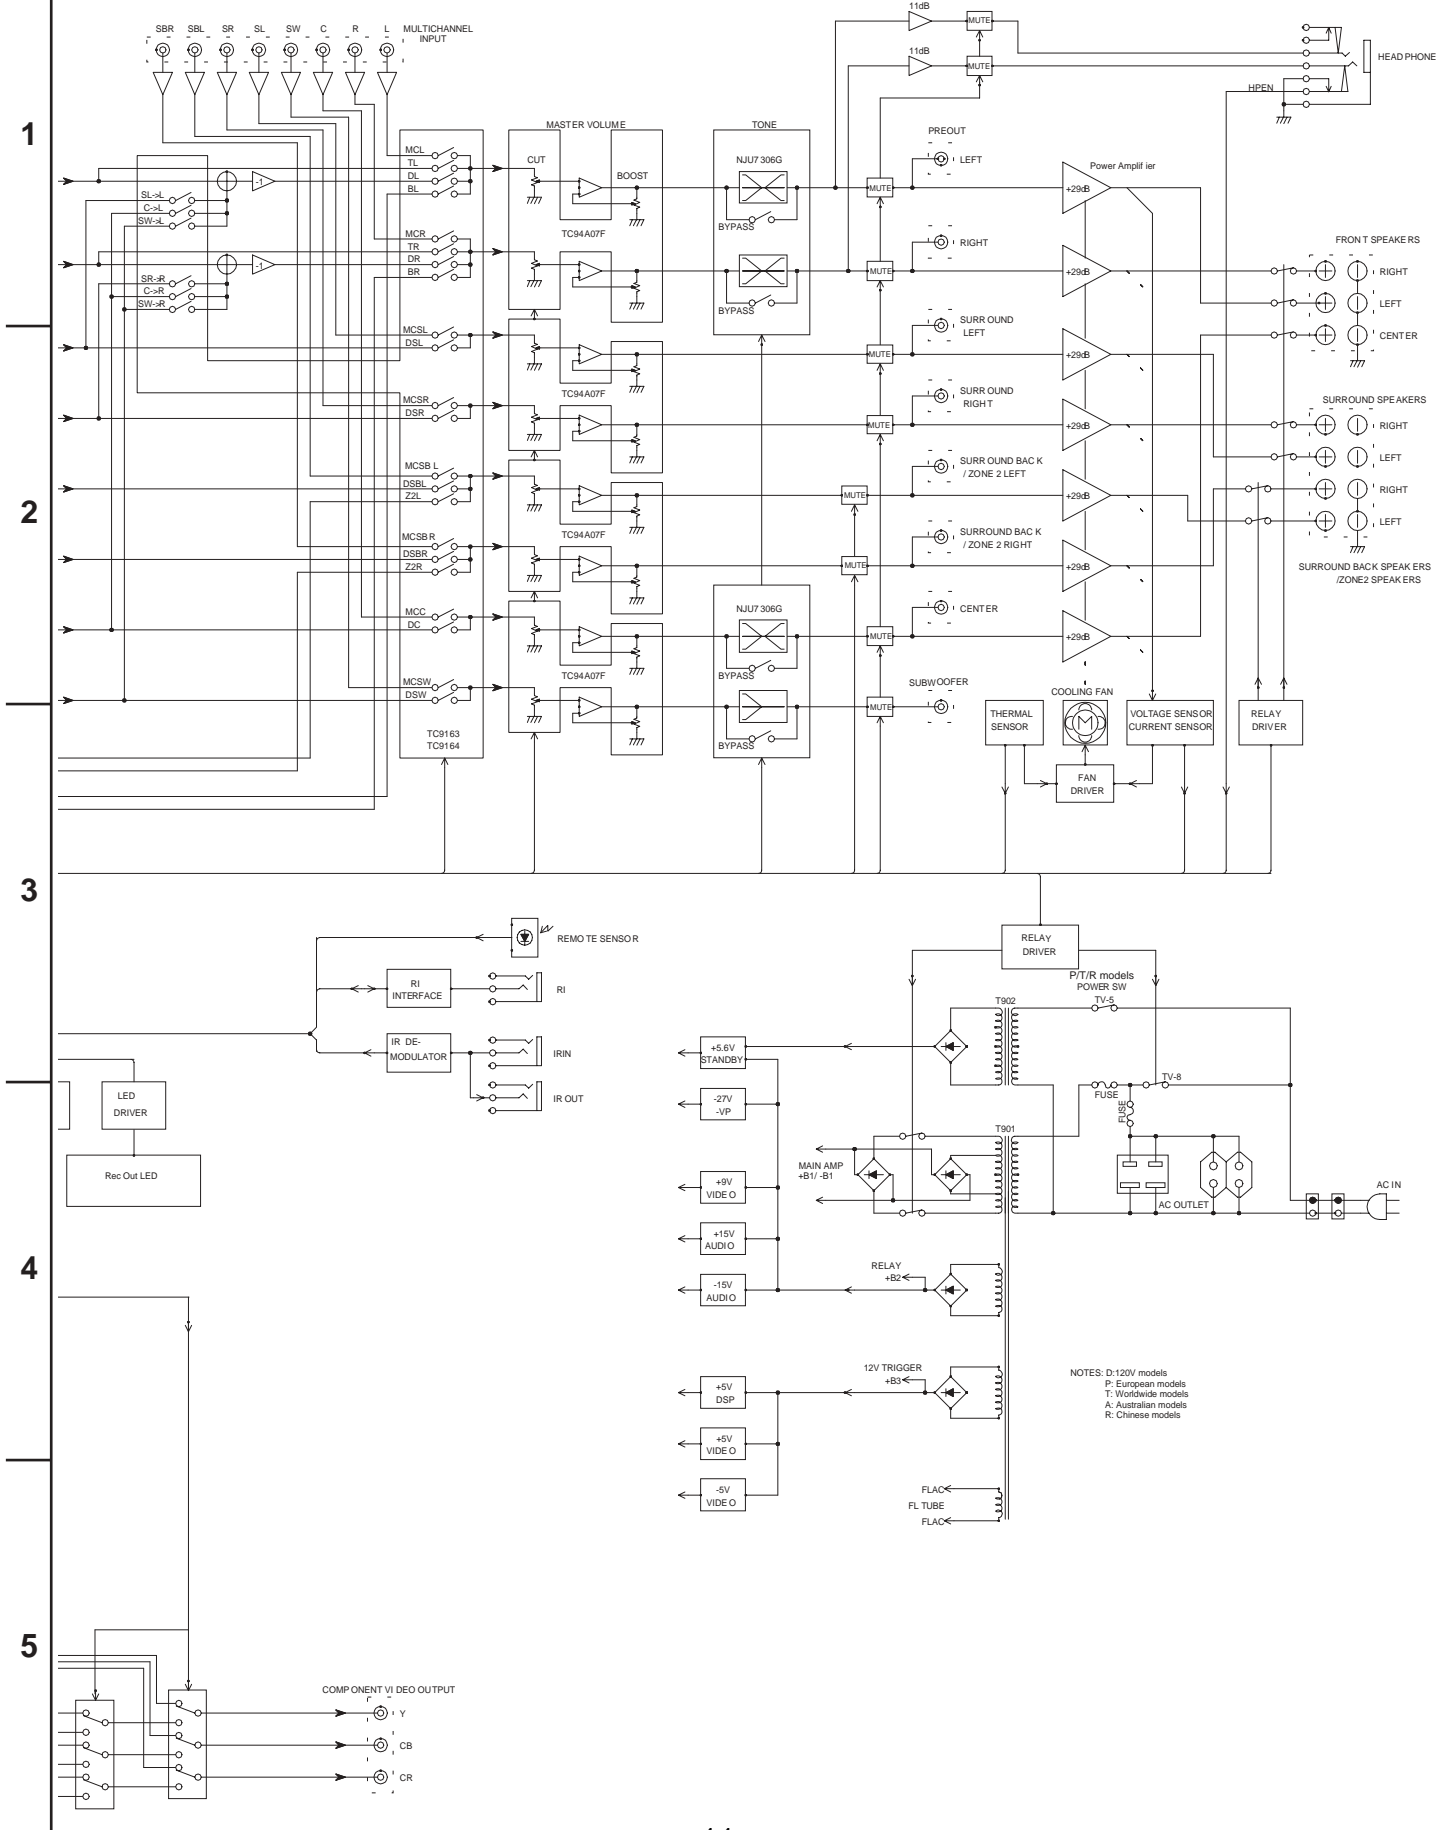 11dB
MUTE
SBR SBL SR SL SW C R L MULTICHANNEL
INPUT
11dB
MUTE
HEAD PHONE
HPEN
1
MASTER VOLUME
TONE
PREOUT
MCL
TL
DL
BL
CUT
BOOST
NJU7306G
LEFT
Power Amplifier
-1
MUTE
+29dB
SL->L
C->L
SW->L
TC94A07F
BYPASS
MCR
TR
DR
BR
RIGHT
FRONT SPEAKERS
-1
MUTE
+29dB
RIGHT
SR->R
C->R
SW->R
BYPASS
LEFT
SURROUND
LEFT
MCSL
DSL
CENTER
MUTE
+29dB
TC94A07F
SURROUND
RIGHT
SURROUND SPEAKERS
MCSR
DSR
MUTE
+29dB
RIGHT
LEFT
SURROUND BACK
/ ZONE 2 LEFT
MCSBL
DSBL
Z2L
MUTE
+29dB
RIGHT
2
TC94A07F
LEFT
SURROUND BACK
/ ZONE 2 RIGHT
MCSBR
DSBR
Z2R
MUTE
+29dB
SURROUND BACK SPEAKERS
/ZONE2 SPEAKERS
NJU7306G
CENTER
MCC
DC
MUTE
+29dB
TC94A07F
BYPASS
MCSW
DSW
SUBWOOFER
COOLING FAN
MUTE
THERMAL
SENSOR
M
VOLTAGE SENSOR
CURRENT SENSOR
RELAY
DRIVER
TC9163
TC9164
BYPASS
FAN
DRIVER
3
REMOTE SENSOR
RELAY
DRIVER
RI
INTERFACE
RI
P/T/R models
POWER SW
T902
TV-5
IR DE-
MODULATOR
IRIN
+5.6V
STANDBY
TV-8
FUSE
FUSE
LED
DRIVER
IR OUT
-27V
-VP
T901
Rec Out LED
MAIN AMP
+B1/ -B1
+9V
VIDEO
AC IN
AC OUTLET
+15V
AUDIO
4
RELAY
+B2
-15V
AUDIO
12V TRIGGER
+B3
+5V
DSP
NOTES: D:120V models
P: European models
T: Worldwide models
A: Australian models
R: Chinese models
+5V
VIDEO
-5V
VIDEO
FLAC
FL TUBE
FLAC
5
COMPONENT VIDEO OUTPUT
Y
CB
CR